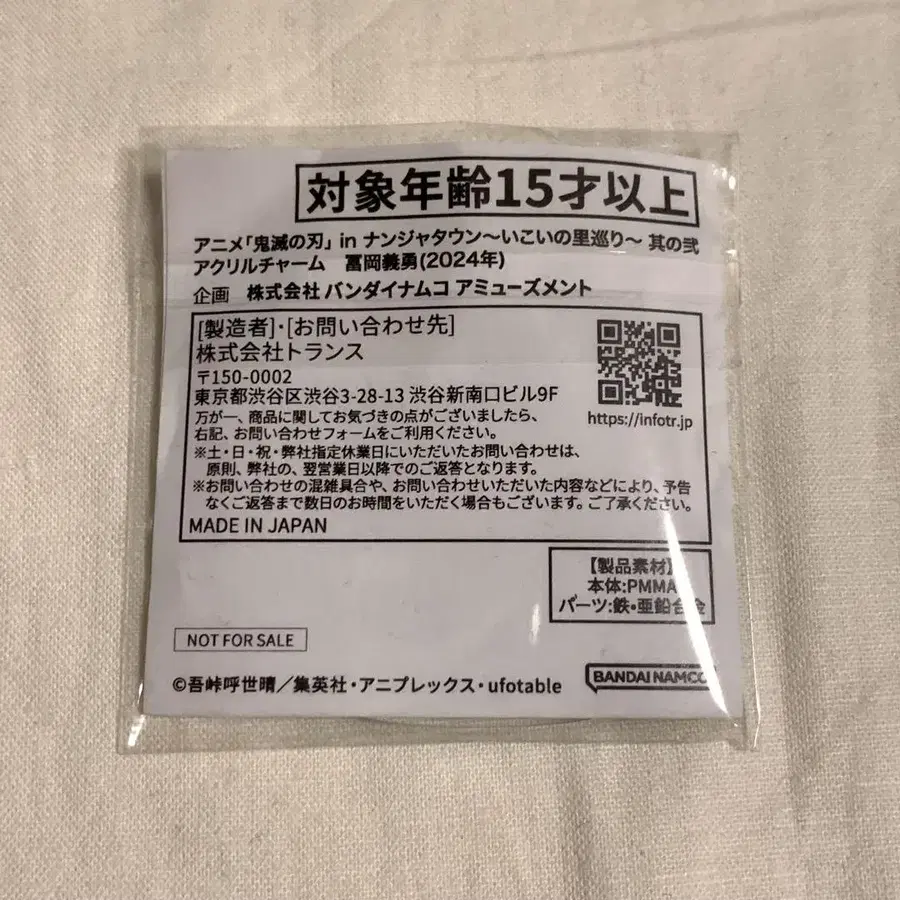 対象年齢15才以上
アニメ「鬼滅の刃」 in ナンジャタウン～いこいの里巡り～ 其の弐
アクリルチャーム 冨岡義勇(2024年)
企画 株式会社 バンダイナムコ アミューズメント
[製造者]・[お問い合わせ先]
株式会社トランス
〒150-0002
東京都渋谷区渋谷3-28-13 渋谷新南口ビル9F
万が一、商品に関してお気づきの点がございましたら、
右記、お問い合わせフォームをご利用ください。
https://infotr.jp
※土・日・祝・弊社指定休業日にいただいたお問い合わせは、
原則、弊社の、翌営業日以降でのご返答となります。
※お問い合わせの混雑具合や、お問い合わせいただいた内容などにより、予告
なくご返答まで数日のお時間をいただく場合もございます。ご了承ください。
MADE IN JAPAN
【製品素材】
本体:PMMA
パーツ:鉄・亜鉛合金
NOT FOR SALE
©吾峠呼世晴／集英社・アニプレックス・ufotable
BANDAI NAMCO